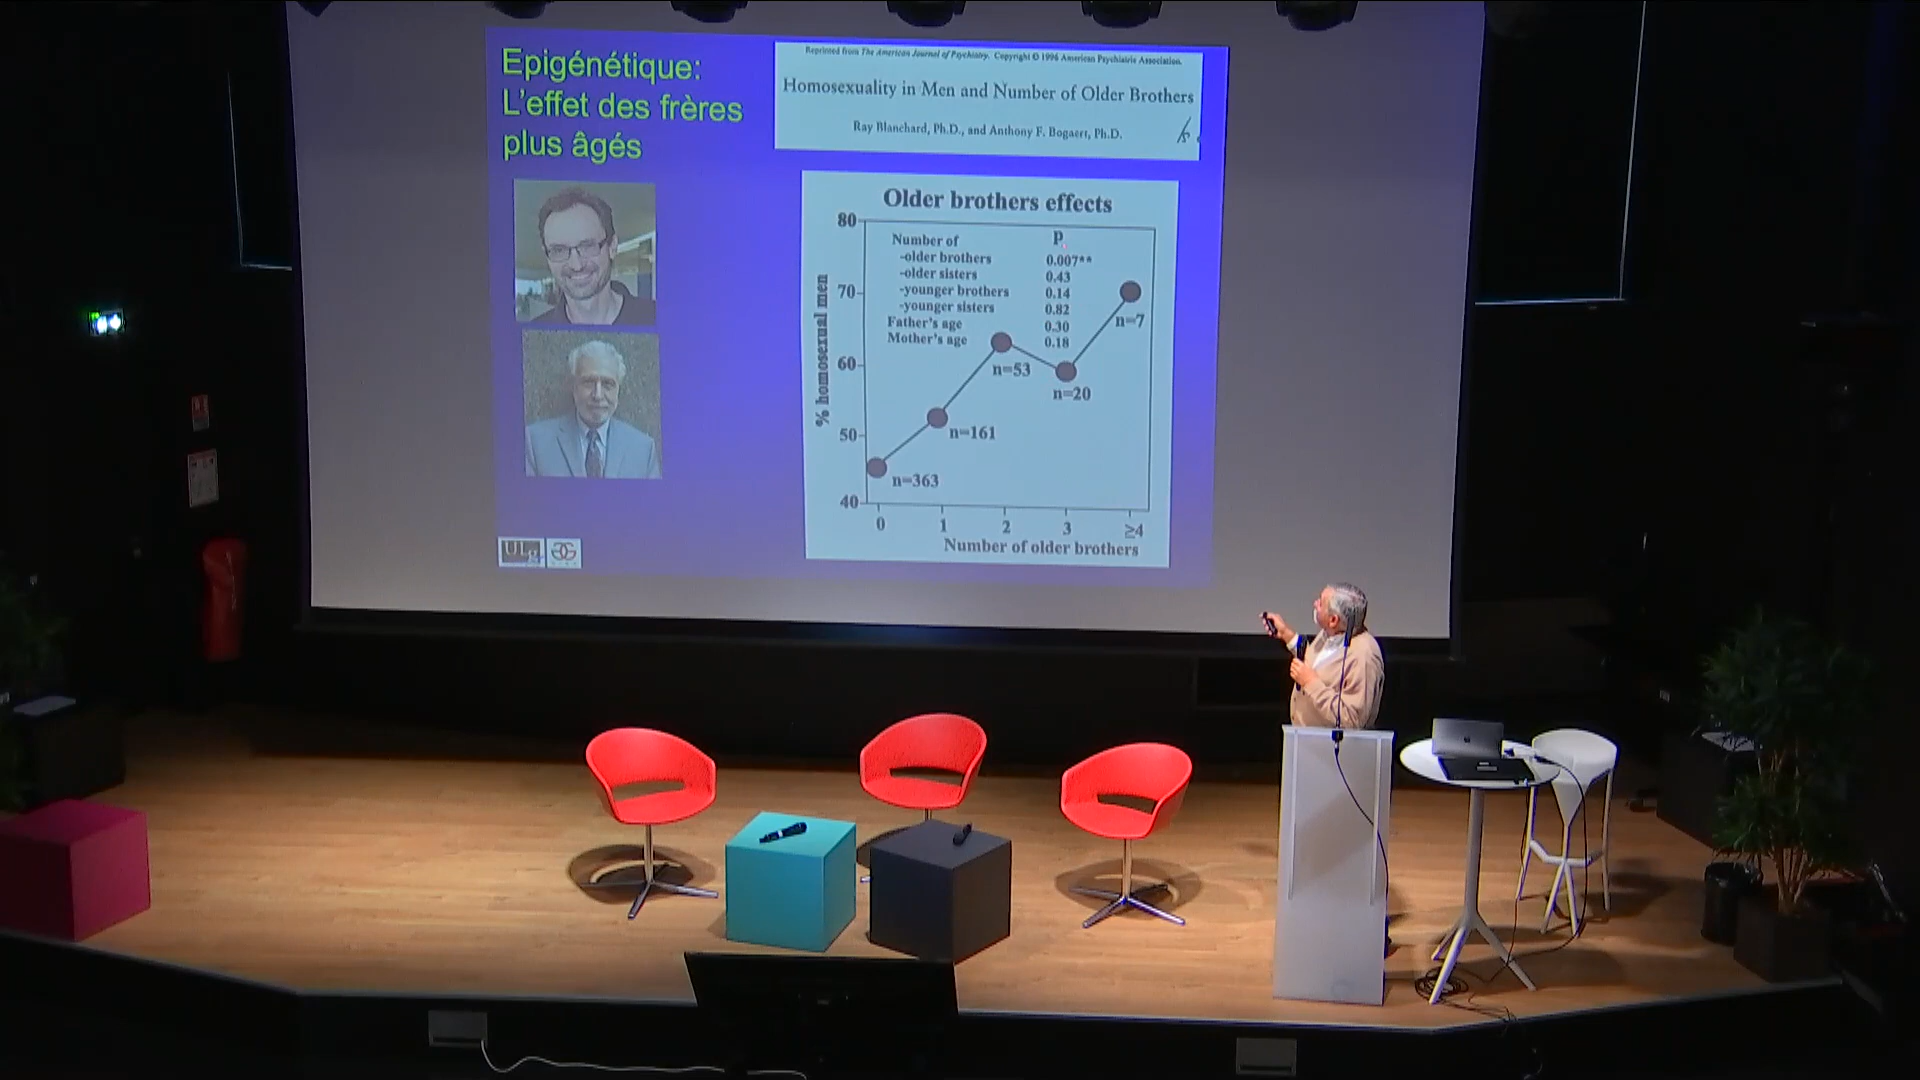 Epigénétique:
L'effet des frères
plus âgés
Reprinted from The American Journal of Psychiatry. Copyright © 1996 American Psychiatric Association.
Homosexuality in Men and Number of Older Brothers
Ray Blanchard, Ph.D., and Anthony F. Bogaert, Ph.D.
Older brothers effects
80
70
60
50
40
% homosexual men
Number of P
-older brothers 0.007**
-older sisters 0.43
-younger brothers 0.14
-younger sisters 0.82
Father's age 0.30
Mother's age 0.18
n=7
n=53
n=20
n=161
n=363
0 1 2 3 ≥4
Number of older brothers
ULg
GIGA